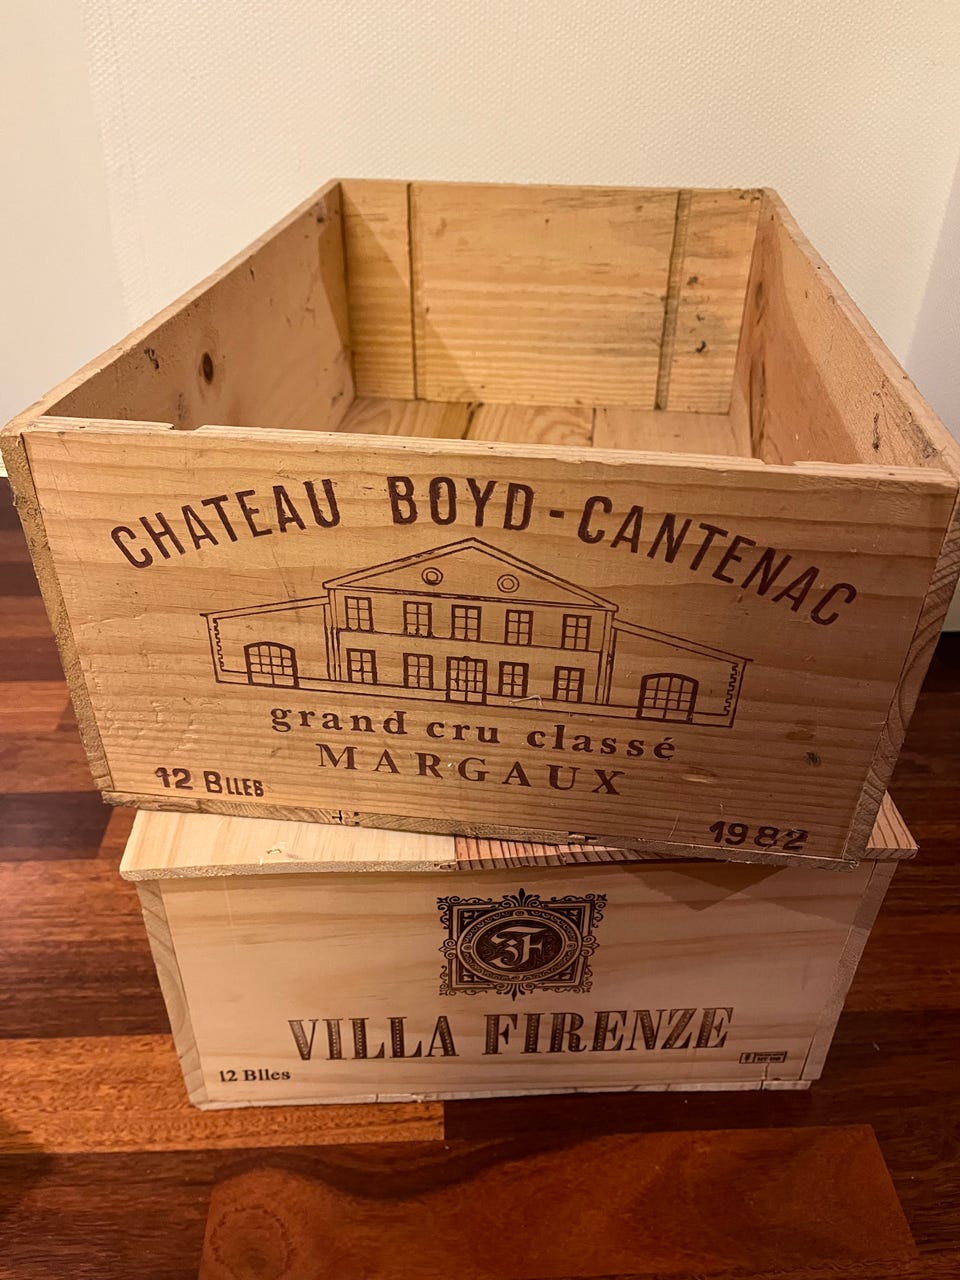 CHATEAU BOYD-CANTENAC
grand cru classé
MARGAUX
12 BLLES
1982
VILLA FIRENZE
12 Blles